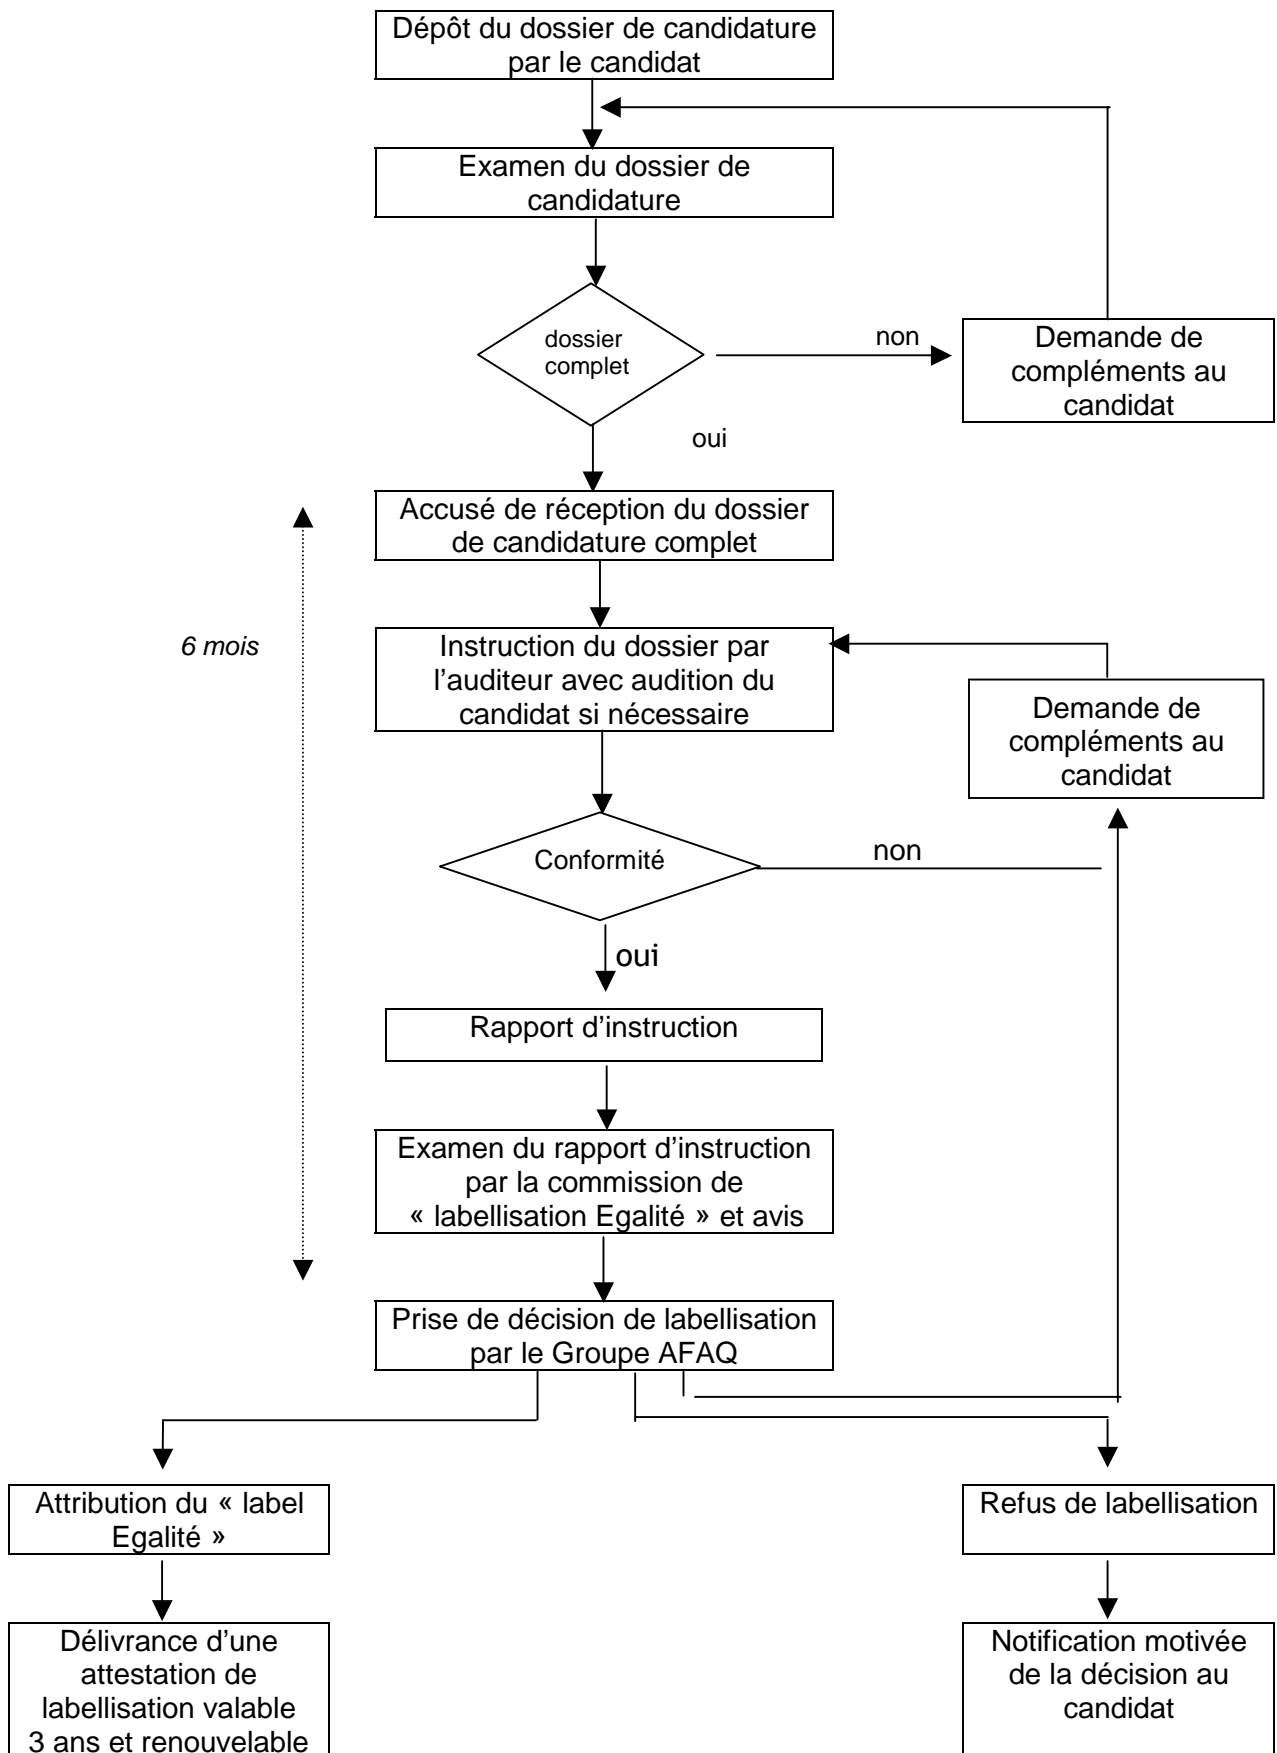 Dépôt du dossier de candidature
par le candidat
Examen du dossier de
candidature
dossier
complet
non
Demande de
compléments au
candidat
oui
Accusé de réception du dossier
de candidature complet
6 mois
Instruction du dossier par
l’auditeur avec audition du
candidat si nécessaire
Demande de
compléments au
candidat
Conformité
non
oui
Rapport d’instruction
Examen du rapport d’instruction
par la commission de
« labellisation Egalité » et avis
Prise de décision de labellisation
par le Groupe AFAQ
Attribution du « label
Egalité »
Refus de labellisation
Délivrance d’une
attestation de
labellisation valable
3 ans et renouvelable
Notification motivée
de la décision au
candidat